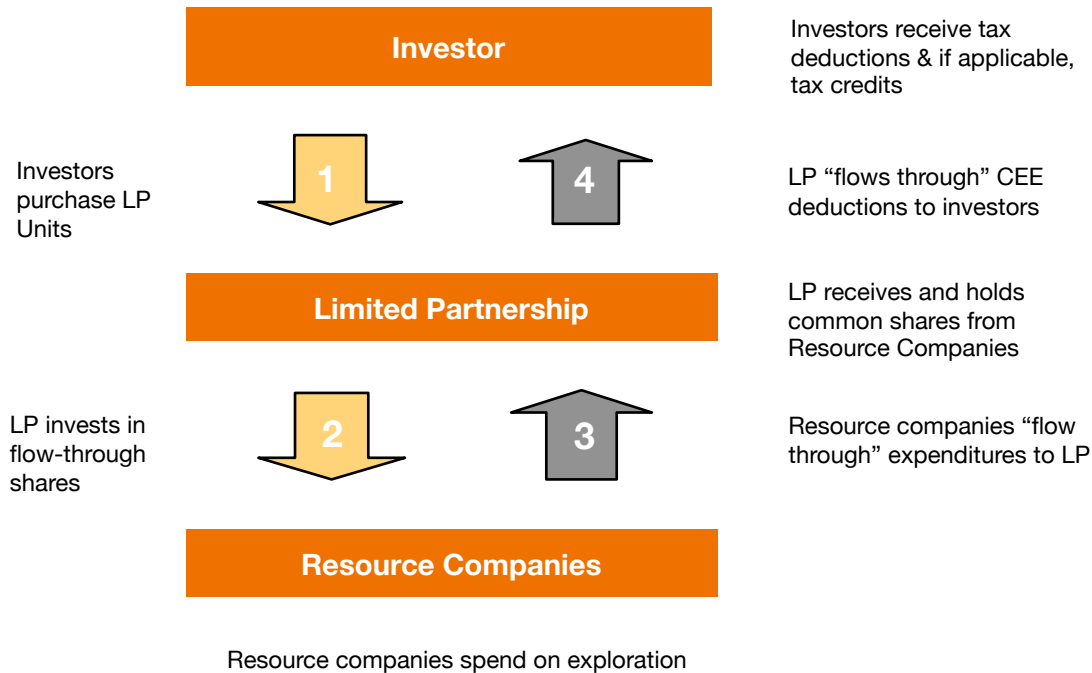 Investor
Investors receive tax
deductions & if applicable,
tax credits
Investors
purchase LP
Units
1
4
LP “flows through” CEE
deductions to investors
Limited Partnership
LP receives and holds
common shares from
Resource Companies
LP invests in
flow-through
shares
2
3
Resource companies “flow
through” expenditures to LP
Resource Companies
Resource companies spend on exploration